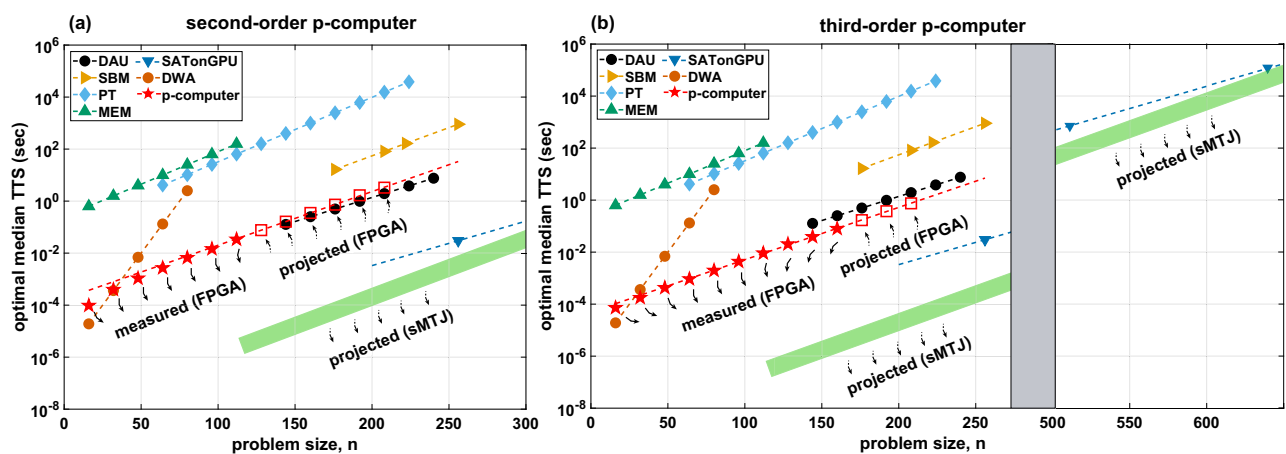 (a)
second-order p-computer
optimal median TTS (sec)
10^6
10^4
10^2
10^0
10^-2
10^-4
10^-6
10^-8
DAU
SBM
PT
MEM
SATonGPU
DWA
p-computer
measured (FPGA)
projected (FPGA)
projected (sMTJ)
0
50
100
150
200
250
300
problem size, n
(b)
third-order p-computer
optimal median TTS (sec)
10^6
10^4
10^2
10^0
10^-2
10^-4
10^-6
10^-8
DAU
SBM
PT
MEM
SATonGPU
DWA
p-computer
measured (FPGA)
projected (FPGA)
projected (sMTJ)
projected (sMTJ)
0
50
100
150
200
250
500
550
600
problem size, n